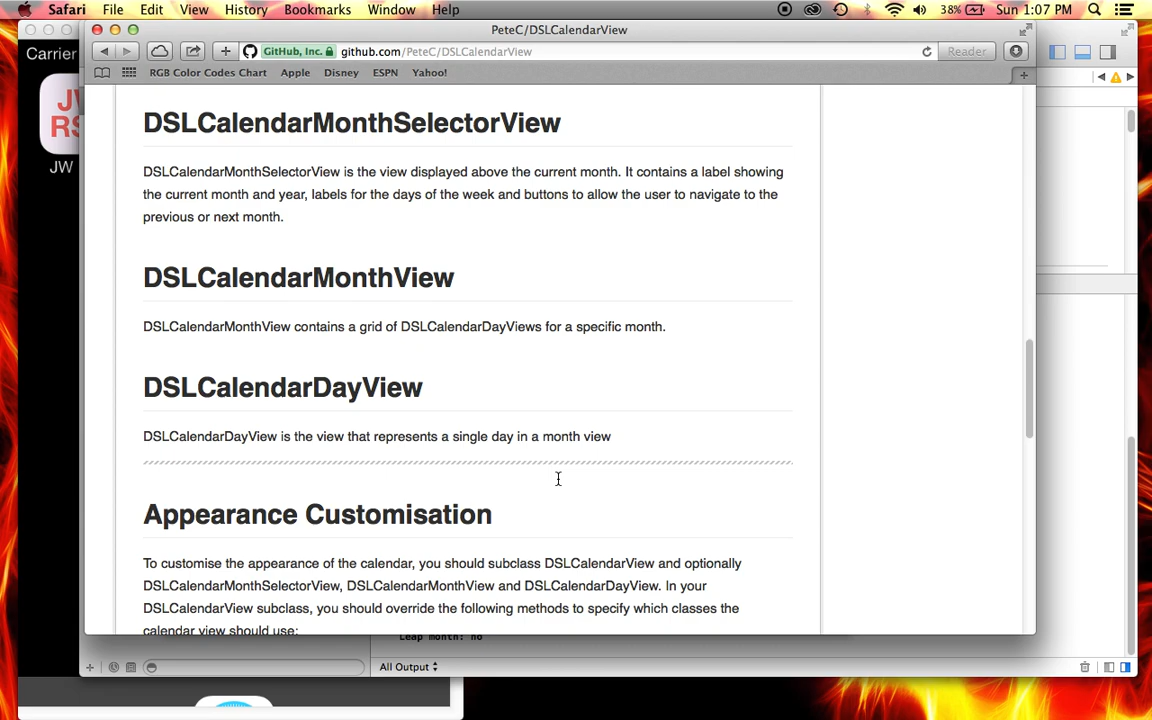 Safari File Edit View History Bookmarks Window Help 38% Sun 1:07 PM
PeteC/DSLCalendarView
Carrier
GitHub, Inc. github.com/PeteC/DSLCalendarView Reader
RGB Color Codes Chart Apple Disney ESPN Yahoo!
JW
RS
JW
DSLCalendarMonthSelectorView
DSLCalendarMonthSelectorView is the view displayed above the current month. It contains a label showing
the current month and year, labels for the days of the week and buttons to allow the user to navigate to the
previous or next month.
DSLCalendarMonthView
DSLCalendarMonthView contains a grid of DSLCalendarDayViews for a specific month.
DSLCalendarDayView
DSLCalendarDayView is the view that represents a single day in a month view
Appearance Customisation
To customise the appearance of the calendar, you should subclass DSLCalendarView and optionally
DSLCalendarMonthSelectorView, DSLCalendarMonthView and DSLCalendarDayView. In your
DSLCalendarView subclass, you should override the following methods to specify which classes the
calendar view should use:
Leap month: no
All Output